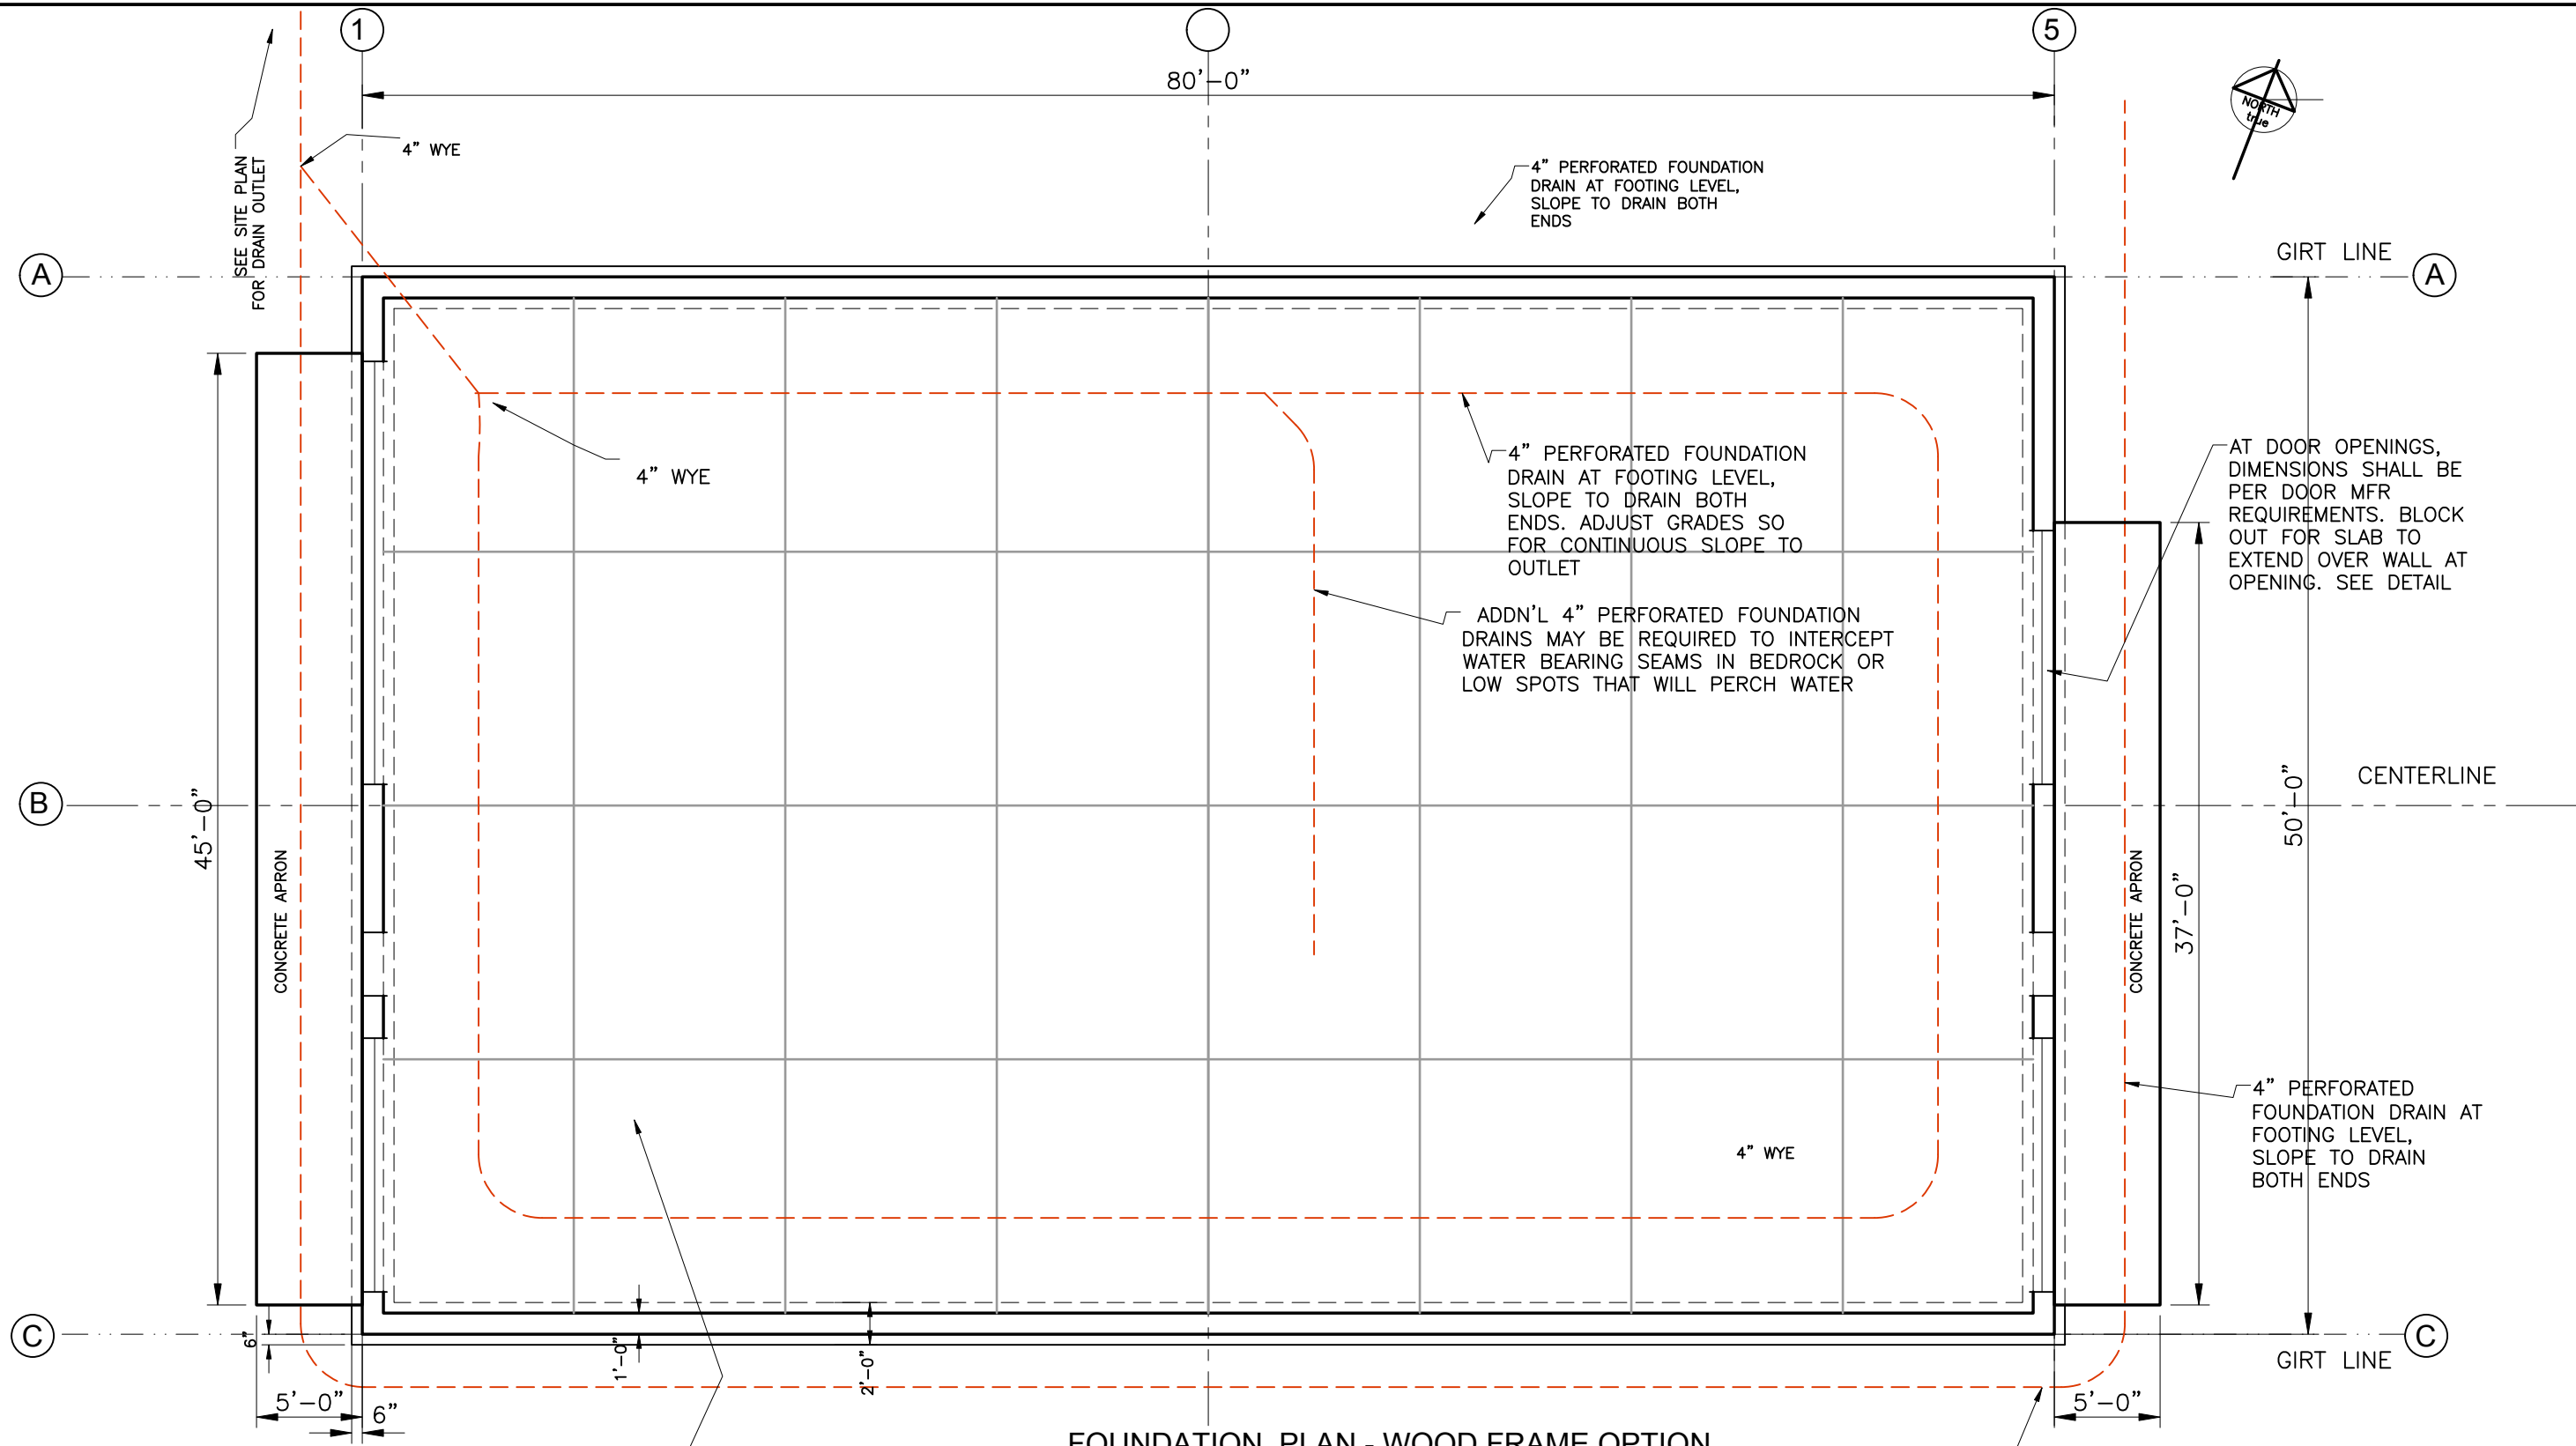 1
5
80'-0"
NORTH
true
4" WYE
SEE SITE PLAN
FOR DRAIN OUTLET
4" PERFORATED FOUNDATION
DRAIN AT FOOTING LEVEL,
SLOPE TO DRAIN BOTH
ENDS
GIRT LINE
A
A
4" WYE
4" PERFORATED FOUNDATION
DRAIN AT FOOTING LEVEL,
SLOPE TO DRAIN BOTH
ENDS. ADJUST GRADES SO
FOR CONTINUOUS SLOPE TO
OUTLET
AT DOOR OPENINGS,
DIMENSIONS SHALL BE
PER DOOR MFR
REQUIREMENTS. BLOCK
OUT FOR SLAB TO
EXTEND OVER WALL AT
OPENING. SEE DETAIL
ADDN'L 4" PERFORATED FOUNDATION
DRAINS MAY BE REQUIRED TO INTERCEPT
WATER BEARING SEAMS IN BEDROCK OR
LOW SPOTS THAT WILL PERCH WATER
B
45'-0"
CENTERLINE
50'-0"
CONCRETE APRON
CONCRETE APRON
37'-0"
4" WYE
4" PERFORATED
FOUNDATION DRAIN AT
FOOTING LEVEL,
SLOPE TO DRAIN
BOTH ENDS
C
C
6"
1'-0"
2'-0"
GIRT LINE
5'-0"
6"
5'-0"
FOUNDATION PLAN - WOOD FRAME OPTION